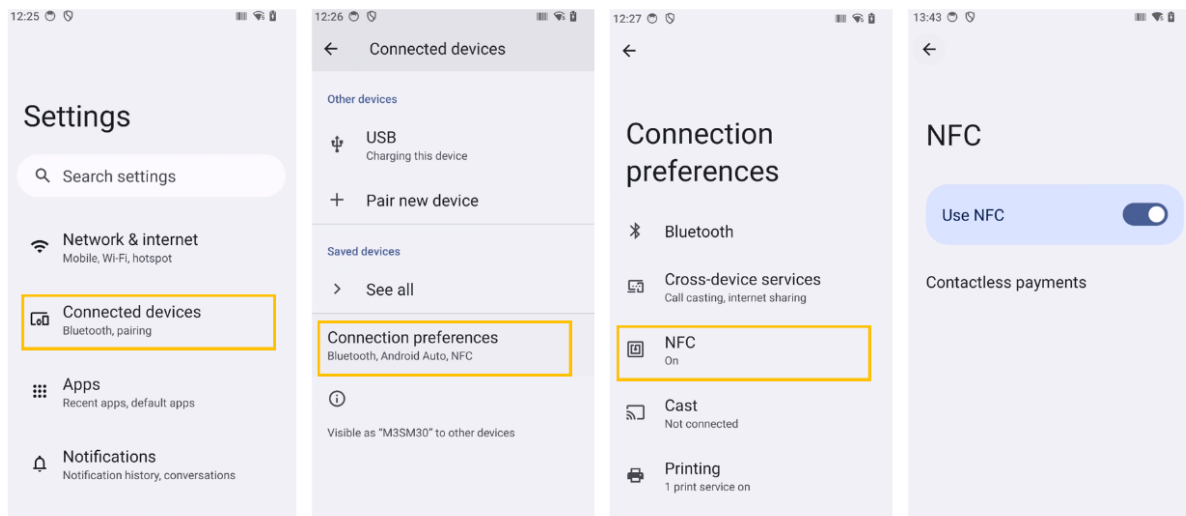 12:25
Settings
Search settings
Network & internet
Mobile, Wi-Fi, hotspot
Connected devices
Bluetooth, pairing
Apps
Recent apps, default apps
Notifications
Notification history, conversations
12:26
Connected devices
Other devices
USB
Charging this device
Pair new device
Saved devices
See all
Connection preferences
Bluetooth, Android Auto, NFC
Visible as “M3SM30” to other devices
12:27
Connection
preferences
Bluetooth
Cross-device services
Call casting, internet sharing
NFC
On
Cast
Not connected
Printing
1 print service on
13:43
NFC
Use NFC
Contactless payments